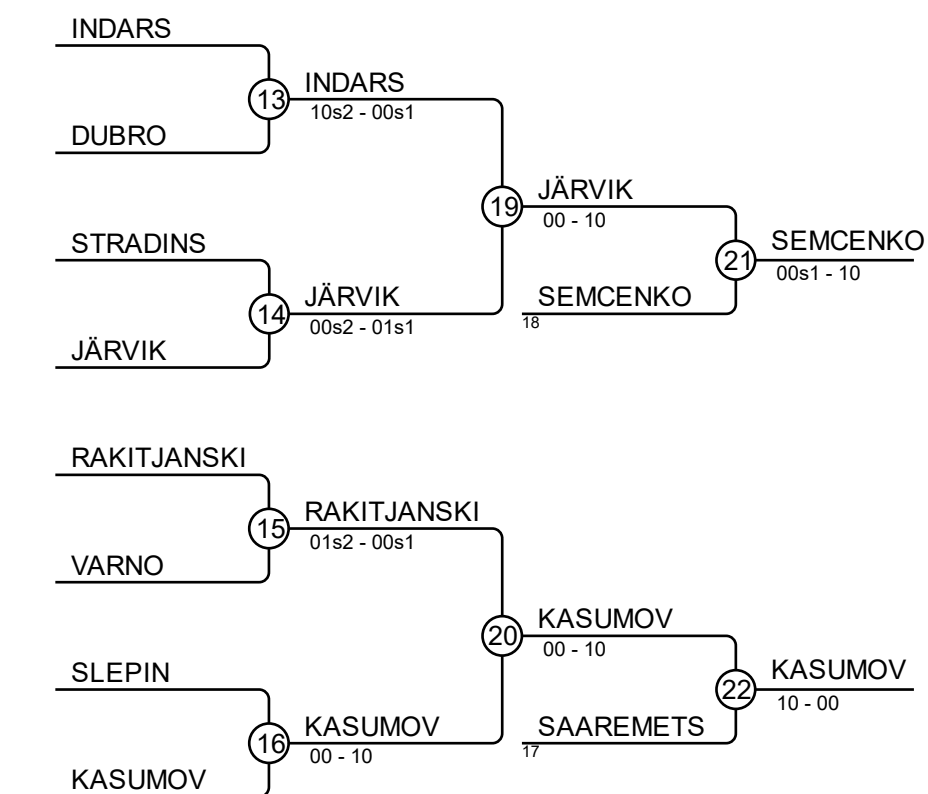 INDARS
13
INDARS
10s2 - 00s1
DUBRO
19
JÄRVIK
00 - 10
STRADINS
14
JÄRVIK
00s2 - 01s1
JÄRVIK
21
SEMCENKO
00s1 - 10
SEMCENKO
18
RAKITJANSKI
15
RAKITJANSKI
01s2 - 00s1
VARNO
20
KASUMOV
00 - 10
SLEPIN
16
KASUMOV
00 - 10
KASUMOV
22
KASUMOV
10 - 00
SAAREMETS
17